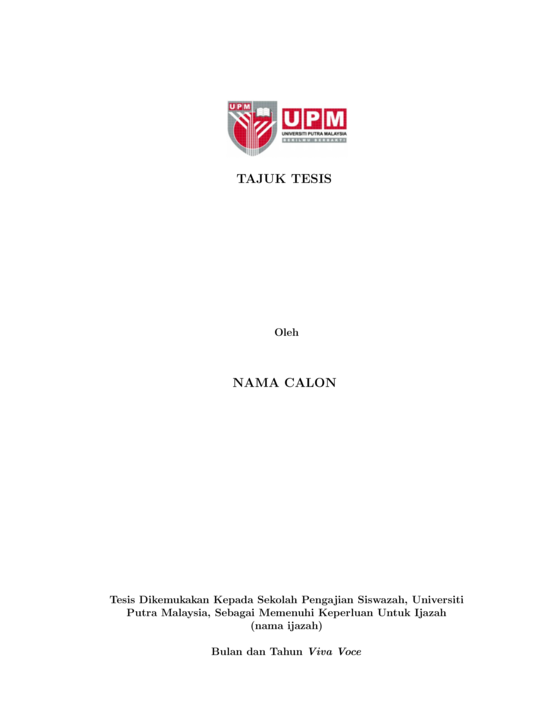 UPM
UPM
UNIVERSITI PUTRA MALAYSIA
BERILMU BERBAKTI
TAJUK TESIS
Oleh
NAMA CALON
Tesis Dikemukakan Kepada Sekolah Pengajian Siswazah, Universiti
Putra Malaysia, Sebagai Memenuhi Keperluan Untuk Ijazah
(nama ijazah)
Bulan dan Tahun Viva Voce